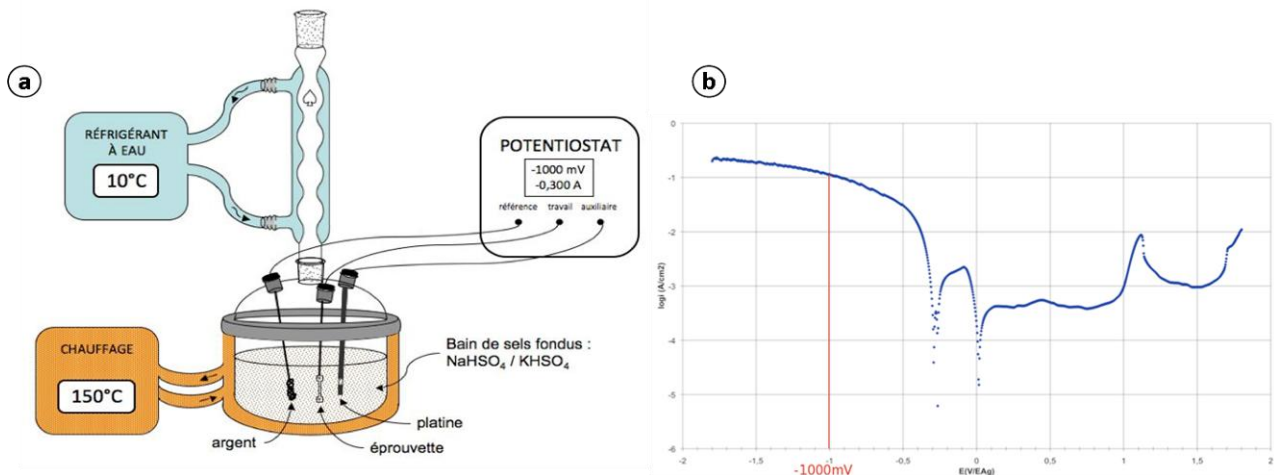 a
RÉFRIGÉRANT
À EAU
10°C
POTENTIOSTAT
-1000 mV
-0,300 A
référence travail auxiliaire
CHAUFFAGE
150°C
Bain de sels fondus :
NaHSO₄ / KHSO₄
platine
argent
éprouvette
b
0
-1
-2
-3
-4
-5
-6
logi (A/cm2)
-2 -1,5 -1 -0,5 0 0,5 1 1,5 2
-1000mV
E(V/EAg)